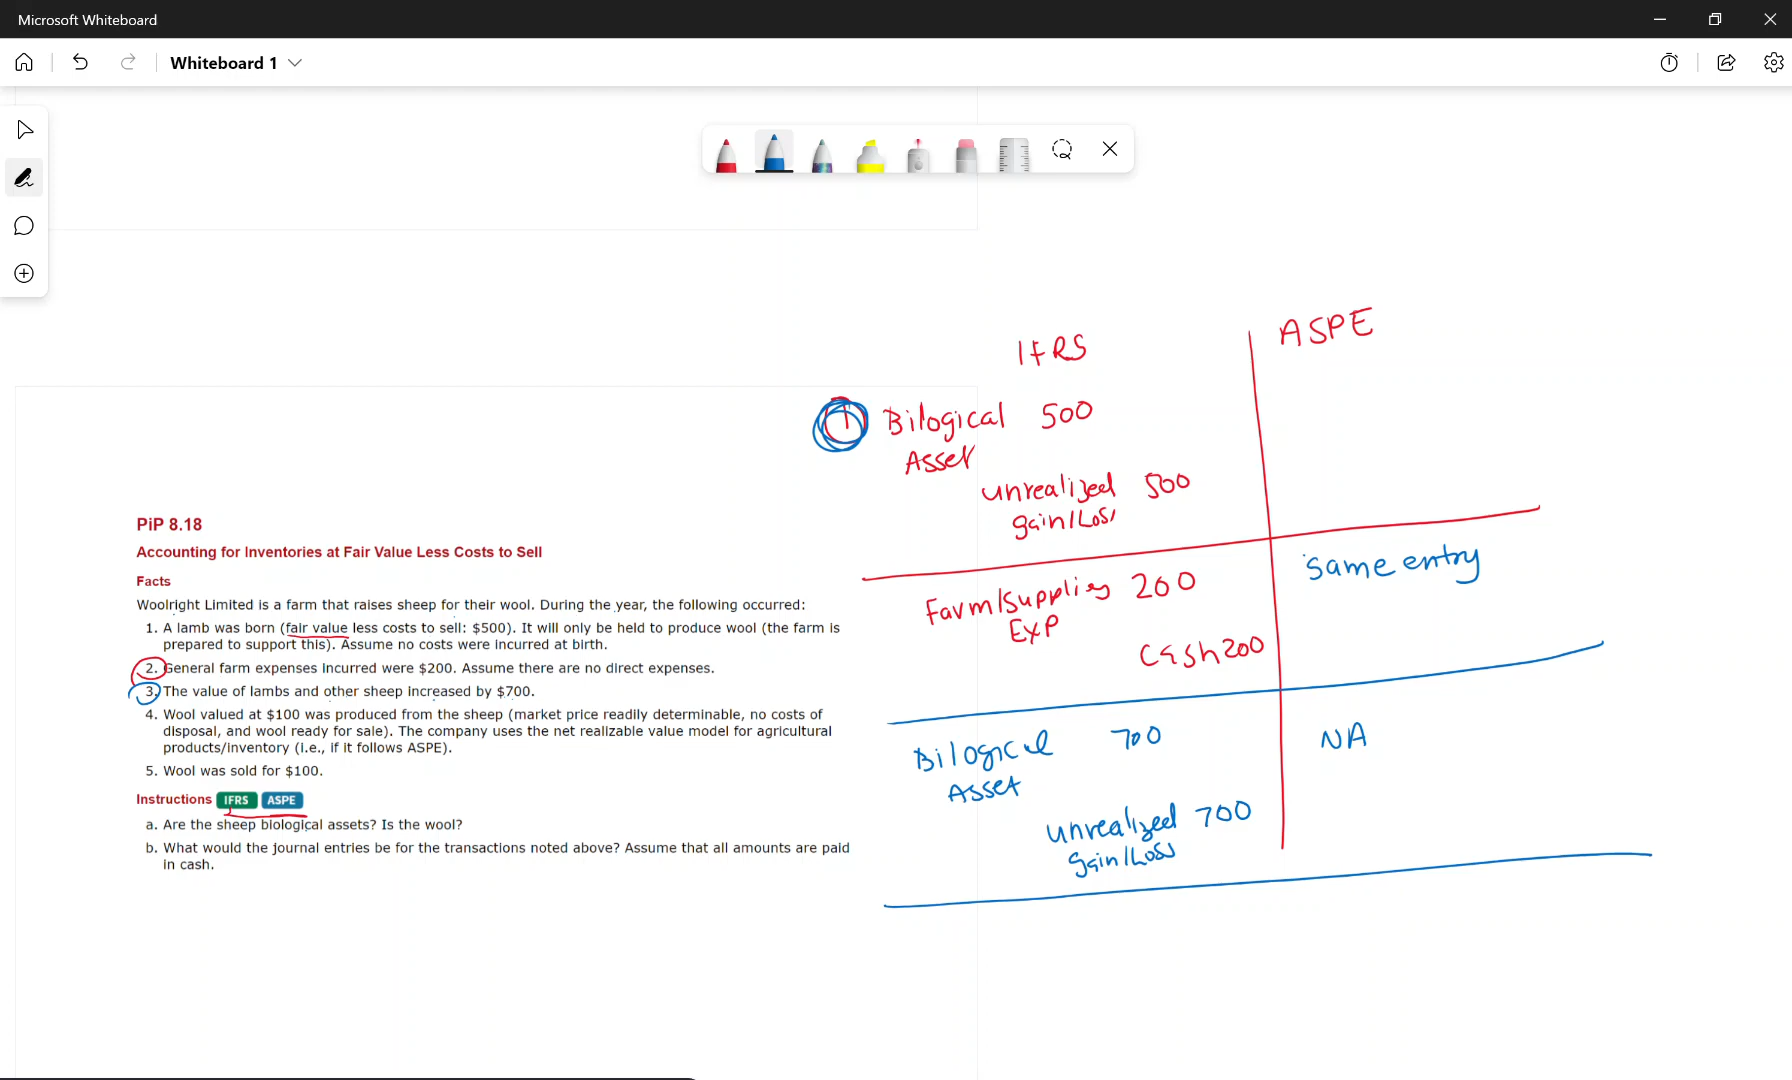 Microsoft Whiteboard
Whiteboard 1
IFRS
ASPE
1 Bilogical 500
Asset
unrealized 500
gain/Loss
Farm/Supplies 200
Exp
Cash 200
same entry
Bilogical 700
Asset
NA
unrealized 700
gain/Loss
PiP 8.18
Accounting for Inventories at Fair Value Less Costs to Sell
Facts
Woolright Limited is a farm that raises sheep for their wool. During the year, the following occurred:
1. A lamb was born (fair value less costs to sell: $500). It will only be held to produce wool (the farm is
prepared to support this). Assume no costs were incurred at birth.
2. General farm expenses incurred were $200. Assume there are no direct expenses.
3. The value of lambs and other sheep increased by $700.
4. Wool valued at $100 was produced from the sheep (market price readily determinable, no costs of
disposal, and wool ready for sale). The company uses the net realizable value model for agricultural
products/inventory (i.e., if it follows ASPE).
5. Wool was sold for $100.
Instructions IFRS ASPE
a. Are the sheep biological assets? Is the wool?
b. What would the journal entries be for the transactions noted above? Assume that all amounts are paid
in cash.